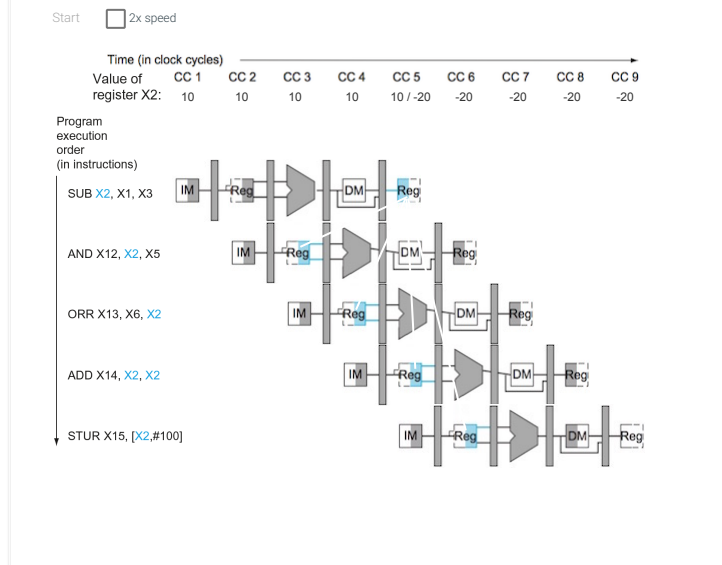 Start 2x speed
Time (in clock cycles)
Value of CC 1 CC 2 CC 3 CC 4 CC 5 CC 6 CC 7 CC 8 CC 9
register X2: 10 10 10 10 10 / -20 -20 -20 -20 -20
Program
execution
order
(in instructions)
SUB X2, X1, X3 IM Reg DM Reg
AND X12, X2, X5 IM Reg DM Reg
ORR X13, X6, X2 IM Reg DM Reg
ADD X14, X2, X2 IM Reg DM Reg
STUR X15, [X2,#100] IM Reg DM Reg